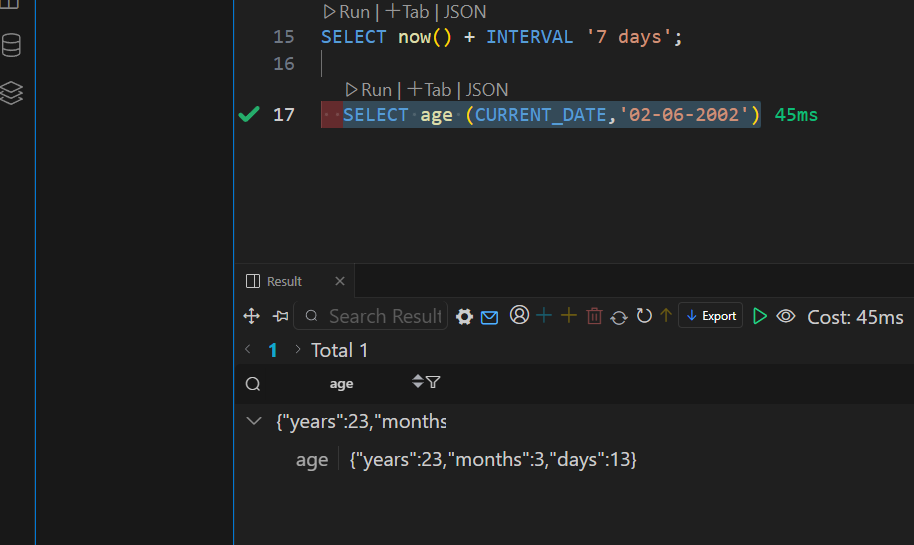 Run | +Tab | JSON
15 SELECT now() + INTERVAL '7 days';
16
Run | +Tab | JSON
17 SELECT age (CURRENT_DATE,'02-06-2002') 45ms
Result
Search Result Export Cost: 45ms
1 Total 1
age
{"years":23,"months
age {"years":23,"months":3,"days":13}